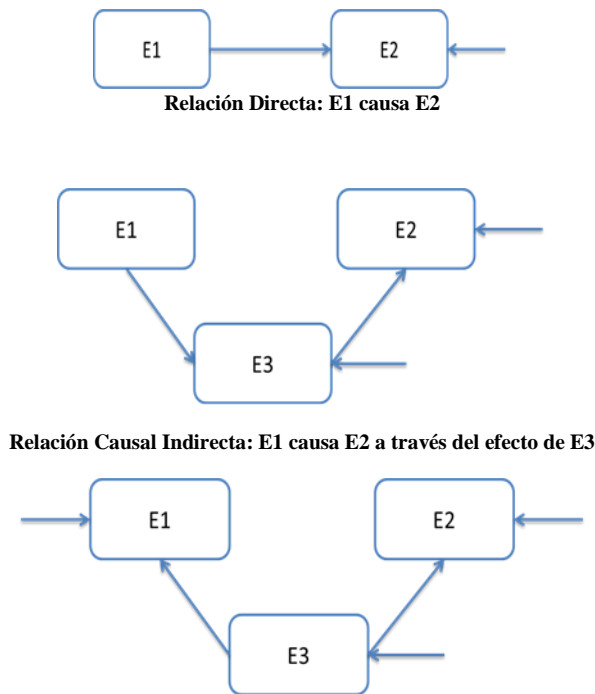 E1 E2
Relación Directa: E1 causa E2
E1 E2
E3
Relación Causal Indirecta: E1 causa E2 a través del efecto de E3
E1 E2
E3